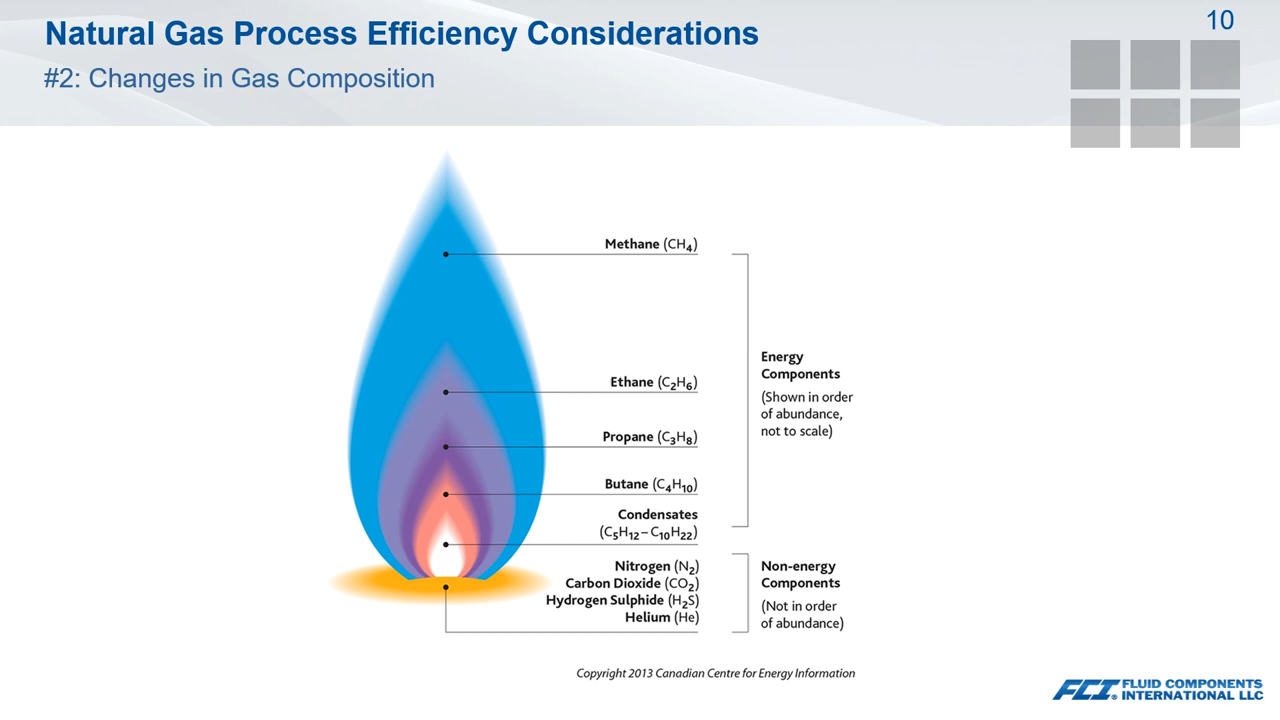 Natural Gas Process Efficiency Considerations
10
#2: Changes in Gas Composition
Methane (CH₄)
Ethane (C₂H₆)
Propane (C₃H₈)
Butane (C₄H₁₀)
Condensates
(C₅H₁₂–C₁₀H₂₂)
Energy
Components
(Shown in order
of abundance,
not to scale)
Nitrogen (N₂)
Carbon Dioxide (CO₂)
Hydrogen Sulphide (H₂S)
Helium (He)
Non-energy
Components
(Not in order
of abundance)
Copyright 2013 Canadian Centre for Energy Information
FCI® FLUID COMPONENTS
INTERNATIONAL LLC